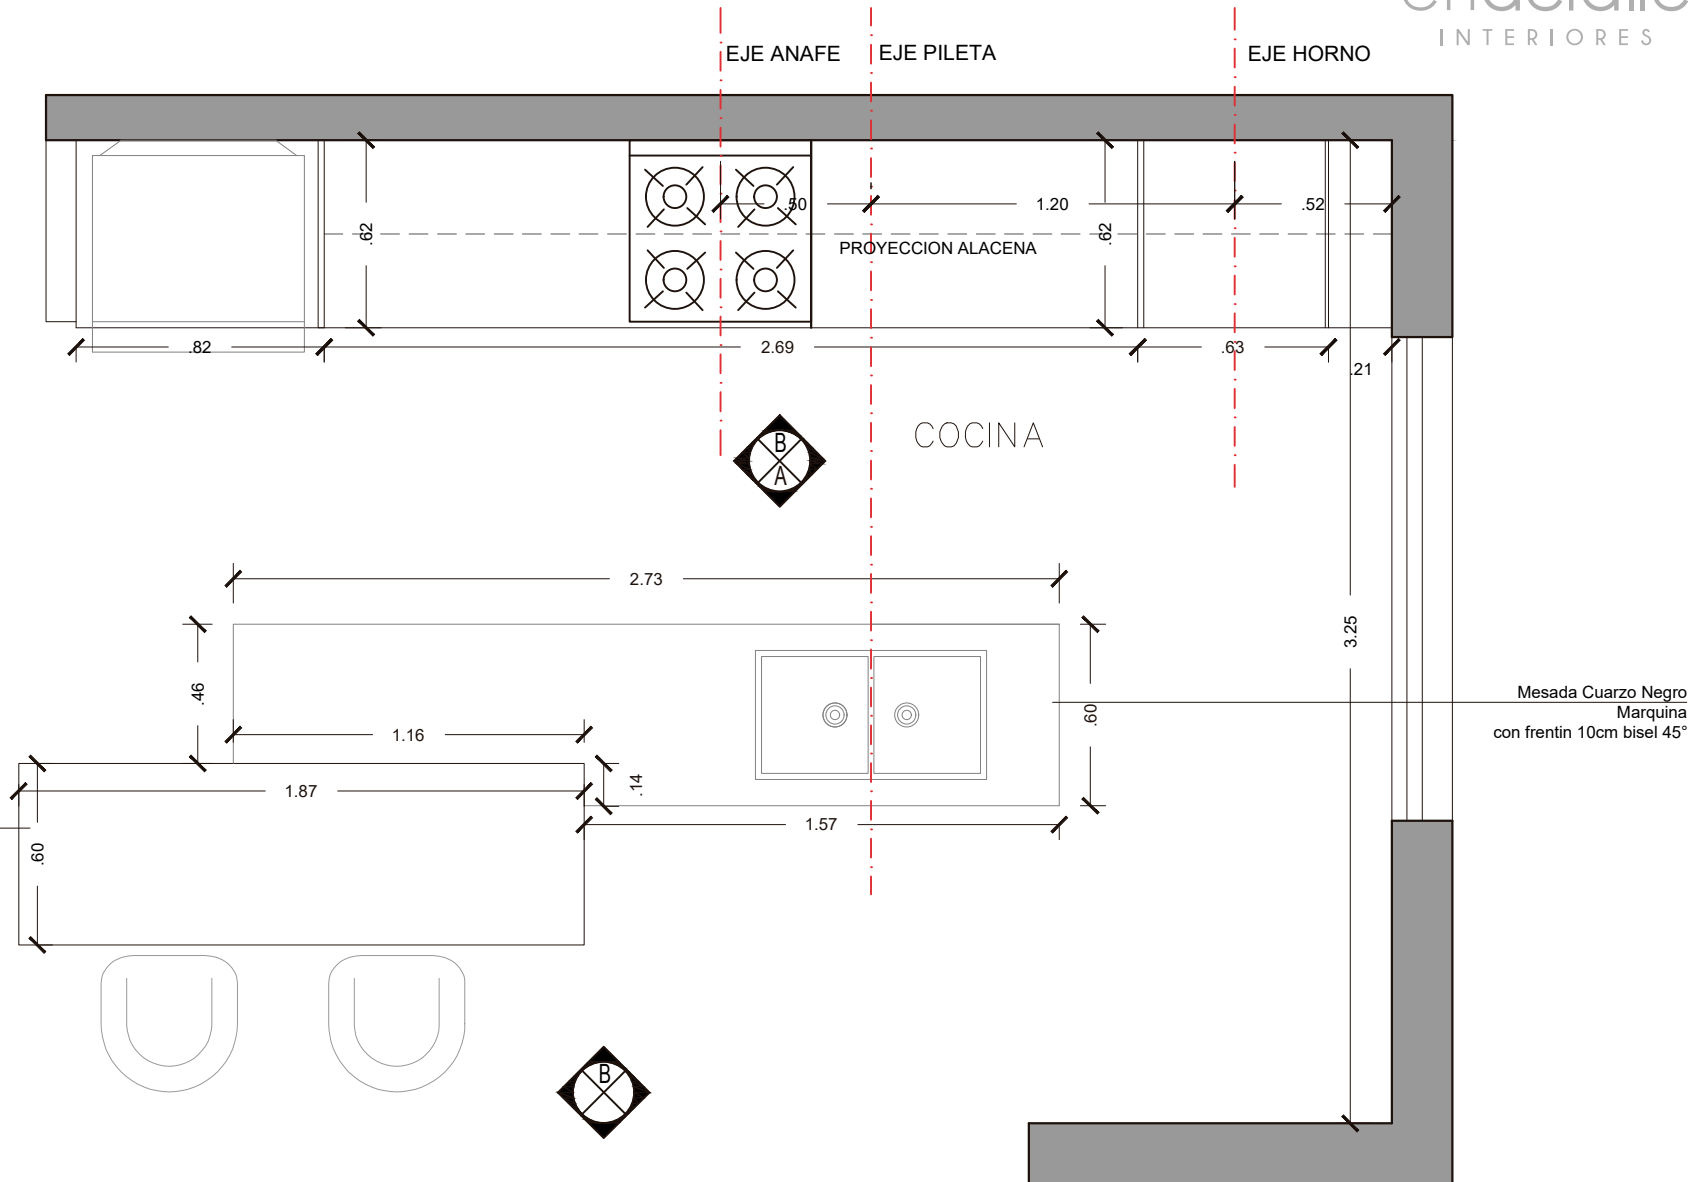 INTERIORES
EJE ANAFE
EJE PILETA
EJE HORNO
.50
1.20
.52
.62
.62
PROYECCION ALACENA
.82
2.69
.63
.21
COCINA
B
A
2.73
3.25
.46
.60
Mesada Cuarzo Negro
Marquina
con frentin 10cm bisel 45°
1.16
.14
1.87
1.57
.60
B